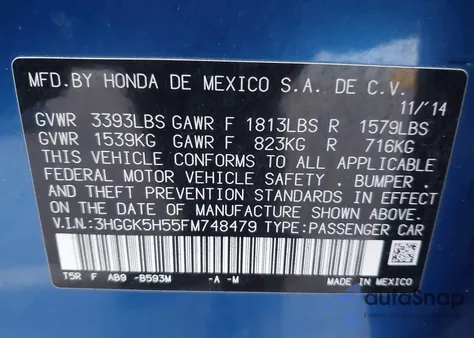 MFD.BY HONDA DE MEXICO S.A. DE C.V.
11/'14
GVWR 3393LBS GAWR F 1813LBS R 1579LBS
GVWR 1539KG GAWR F 823KG R 716KG
THIS VEHICLE CONFORMS TO ALL APPLICABLE
FEDERAL MOTOR VEHICLE SAFETY , BUMPER ,
AND THEFT PREVENTION STANDARDS IN EFFECT
ON THE DATE OF MANUFACTURE SHOWN ABOVE.
V.I.N.:3HGGK5H55FM748479 TYPE:PASSENGER CAR
T5R F AB9 -B593M -A -M MADE IN MEXICO
autoSnap